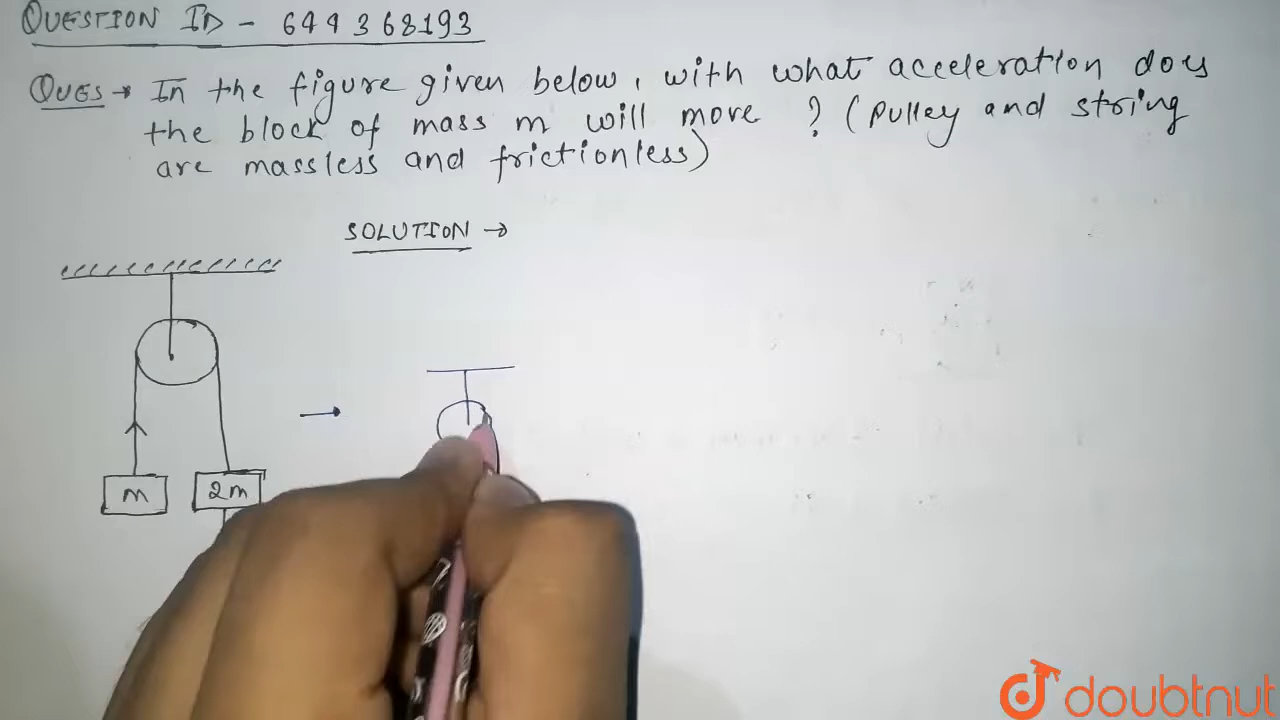 QUESTION ID - 644368193
QUES → In the figure given below, with what acceleration does
the block of mass m will move ? (pulley and string
are massless and frictionless)
SOLUTION →
m
2m
doubtnut